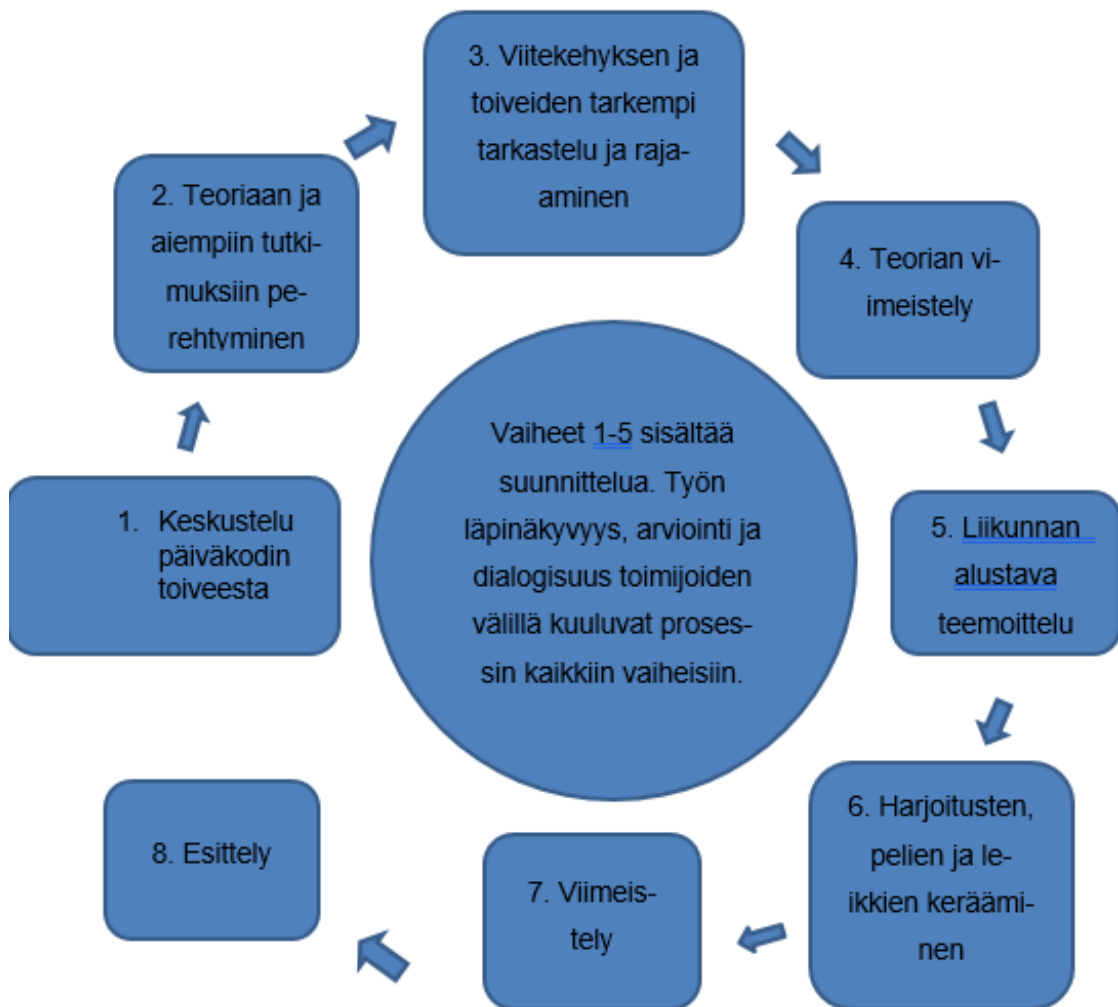 1. Keskustelu
päiväkodin
toiveesta
2. Teoriaan ja
aiempiin tutki-
muksiin pe-
rehtyminen
3. Viitekehyksen ja
toiveiden tarkempi
tarkastelu ja raja-
aminen
4. Teorian vi-
imeistely
5. Liikunnan
alustava
teemoittelu
6. Harjoitusten,
pelien ja le-
ikkien keräämi-
nen
7. Viimeis-
tely
8. Esittely
Vaiheet 1-5 sisältää
suunnittelua. Työn
läpinäkyvyys, arviointi ja
dialogisuus toimijoiden
välillä kuuluvat proses-
sin kaikkiin vaiheisiin.